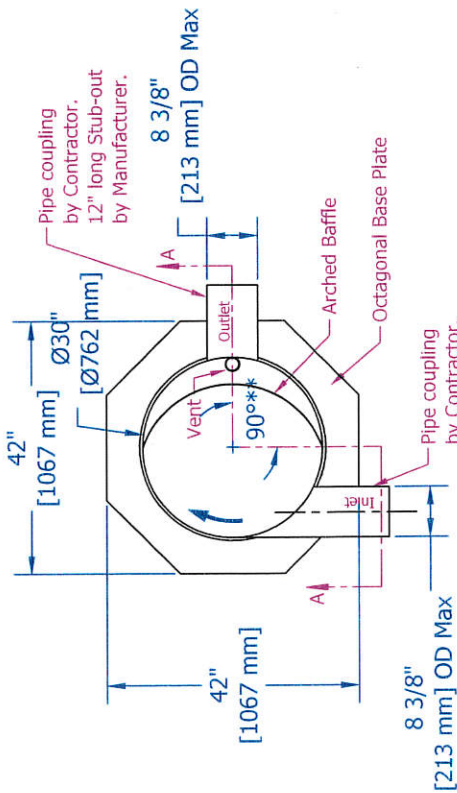 42"
[1067 mm]
Ø30"
[Ø762 mm]
Pipe coupling
by Contractor.
12" long Stub-out
by Manufacturer.
8 3/8"
[213 mm] OD Max
A
Vent
Outlet
90°**
Arched Baffle
Octagonal Base Plate
42"
[1067 mm]
A
Inlet
Pipe coupling
by Contractor.
8 3/8"
[213 mm] OD Max